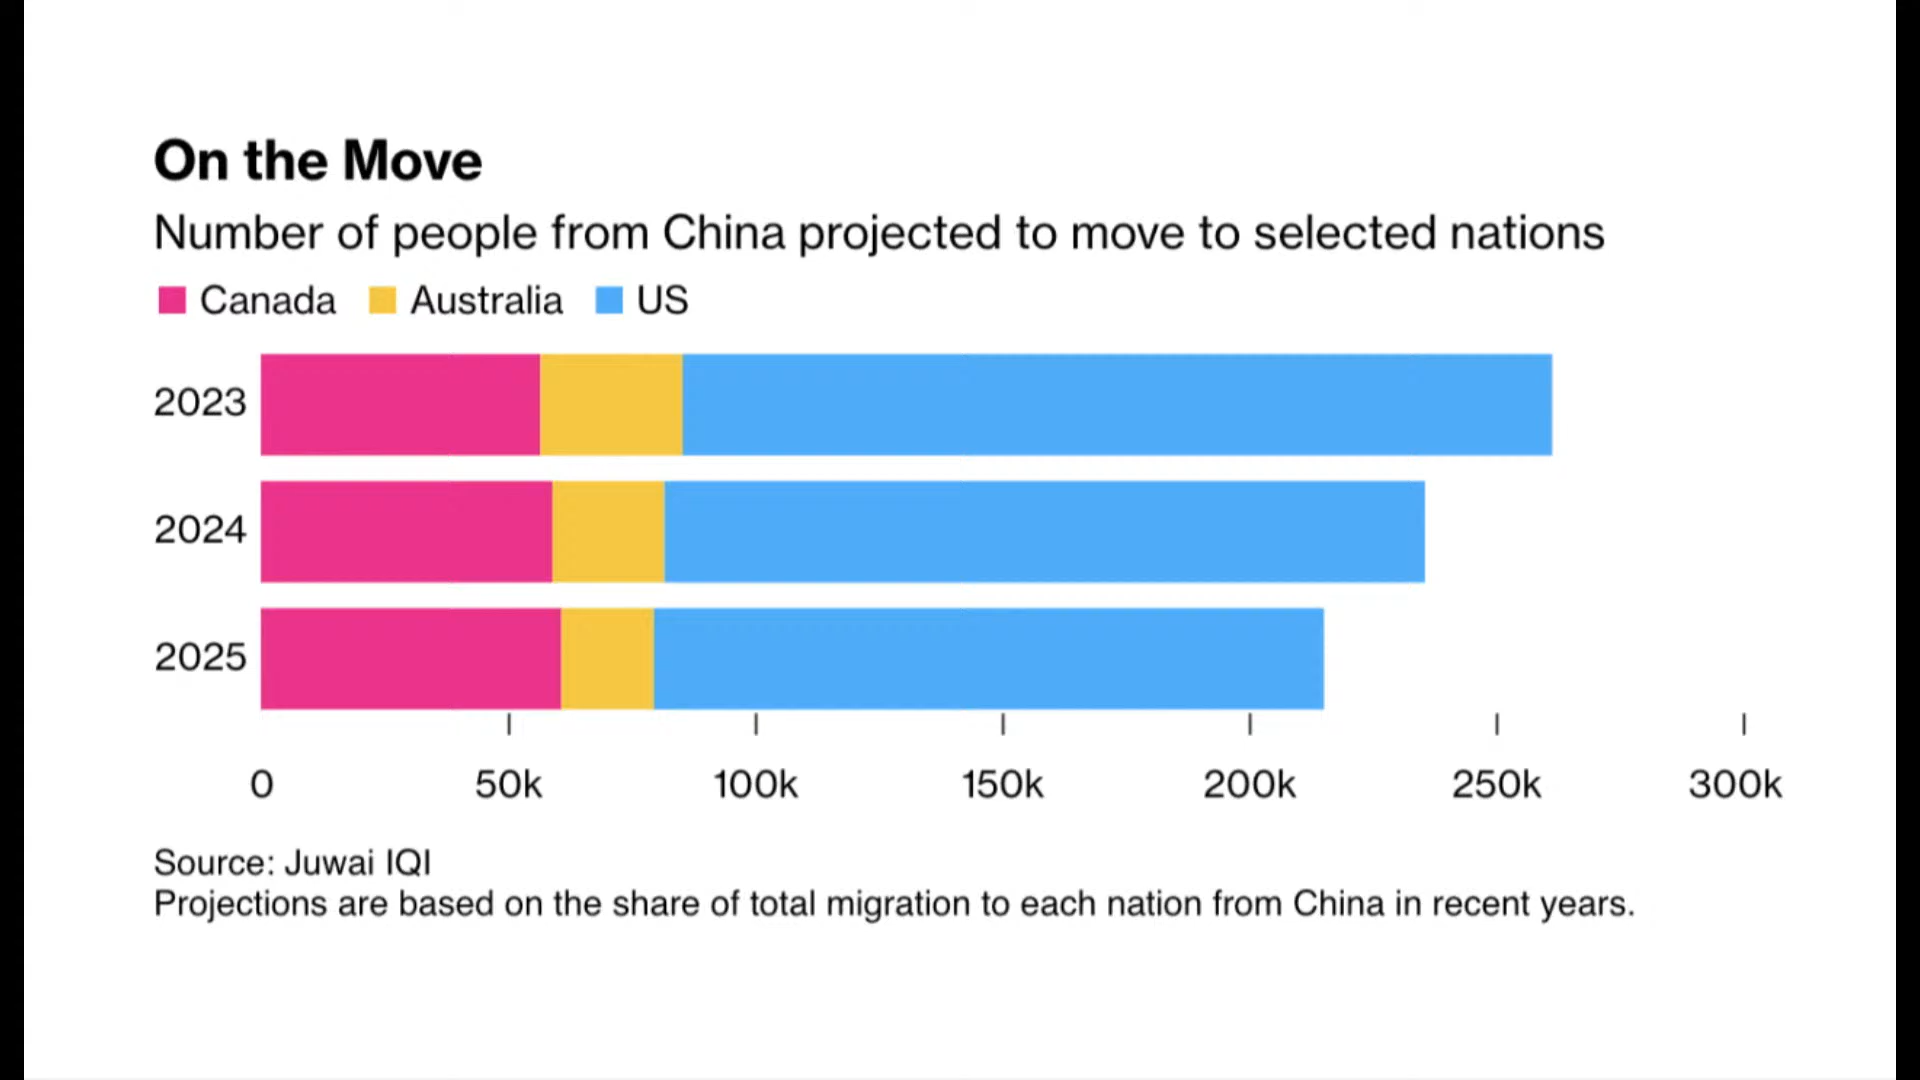 On the Move
Number of people from China projected to move to selected nations
Canada Australia US
2023
2024
2025
0 50k 100k 150k 200k 250k 300k
Source: Juwai IQI
Projections are based on the share of total migration to each nation from China in recent years.